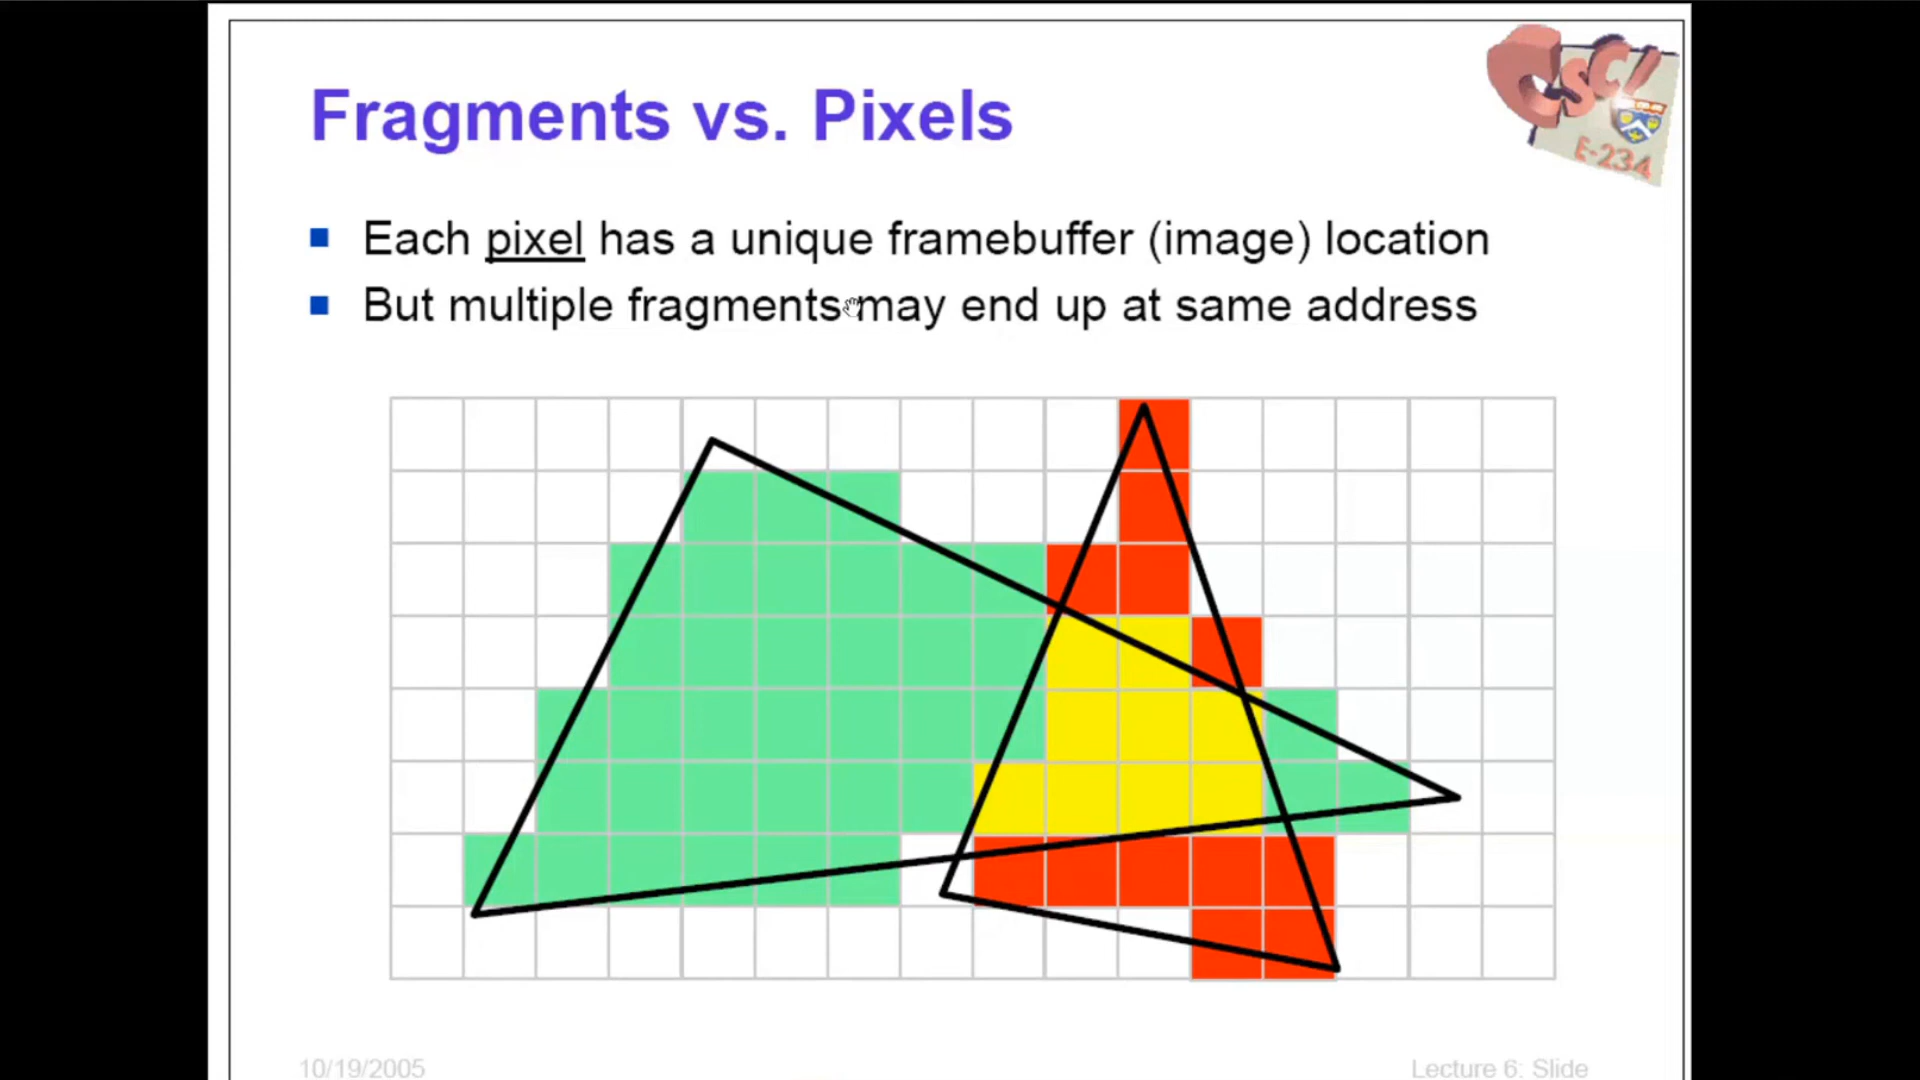 CSCI
E-234
Fragments vs. Pixels
Each pixel has a unique framebuffer (image) location
But multiple fragments may end up at same address
10/19/2005
Lecture 6: Slide